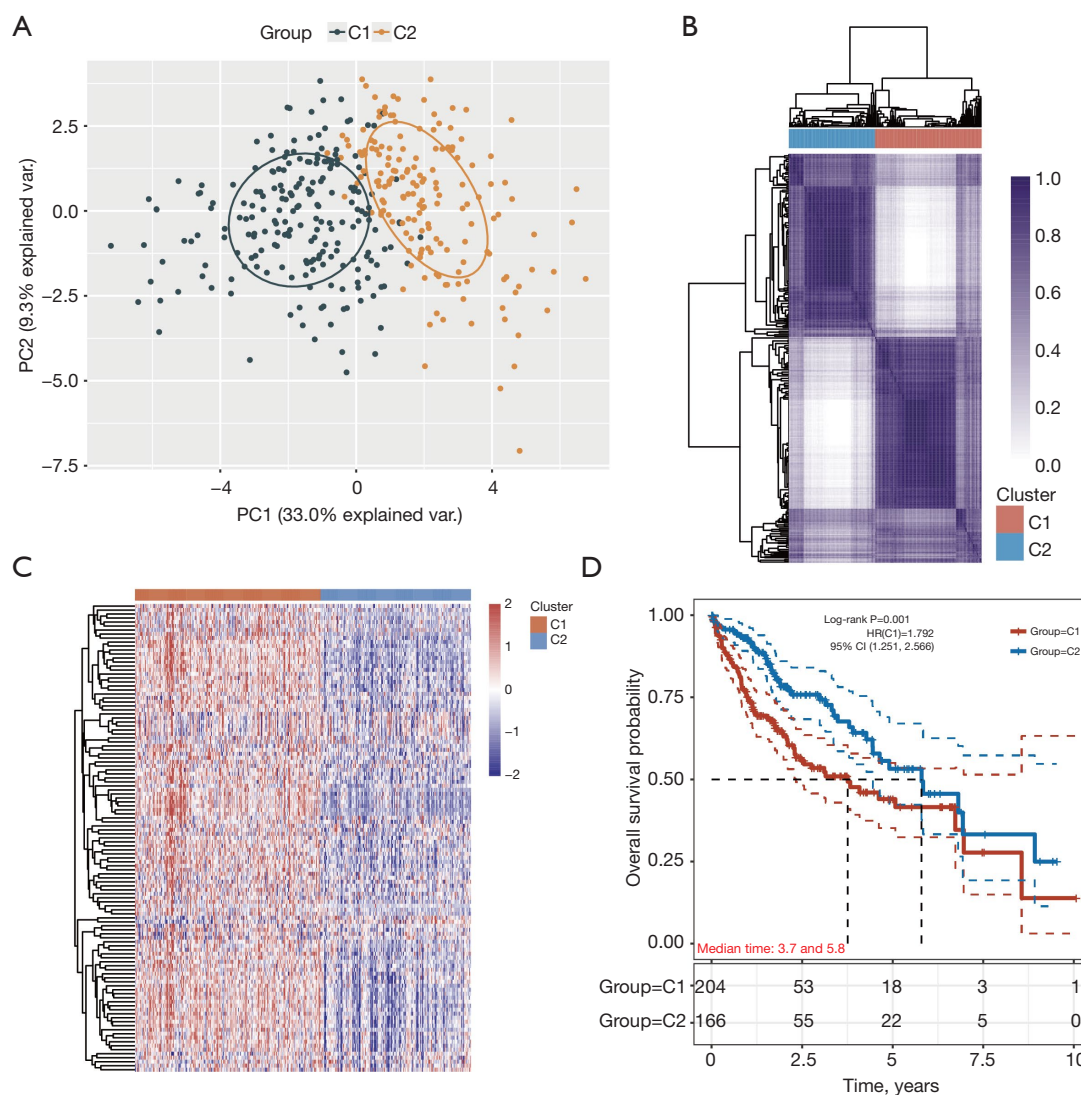 A
Group C1 C2
2.5
0.0
−2.5
−5.0
−7.5
PC2 (9.3% explained var.)
−4 0 4
PC1 (33.0% explained var.)
B
1.0
0.8
0.6
0.4
0.2
0.0
Cluster
C1
C2
C
2
1
0
−1
−2
Cluster
C1
C2
D
1.00
0.75
0.50
0.25
0.00
Overall survival probability
Log-rank P=0.001
HR(C1)=1.792
95% CI (1.251, 2.566)
Group=C1
Group=C2
Median time: 3.7 and 5.8
Group=C1 204 53 18 3 1
Group=C2 166 55 22 5 0
0 2.5 5.0 7.5 10
Time, years